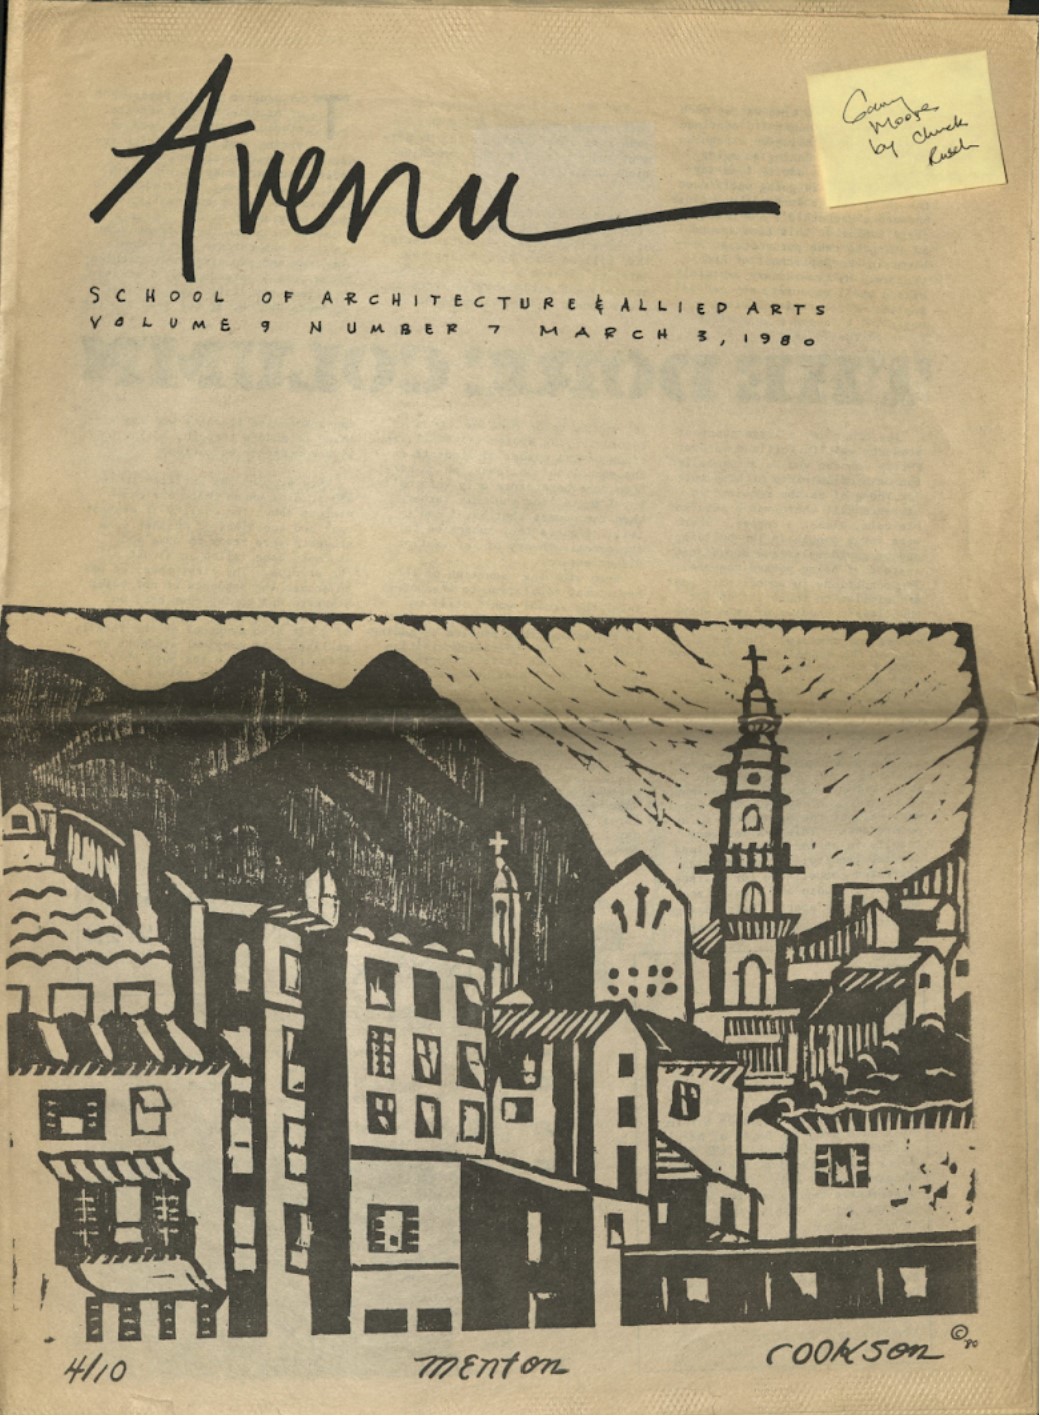 Avenu
SCHOOL OF ARCHITECTURE & ALLIED ARTS
VOLUME 9 NUMBER 7 MARCH 3, 1980
Gary
Moore
by Chuck
Rusch
4/10
MENTON
COOKSON © '80